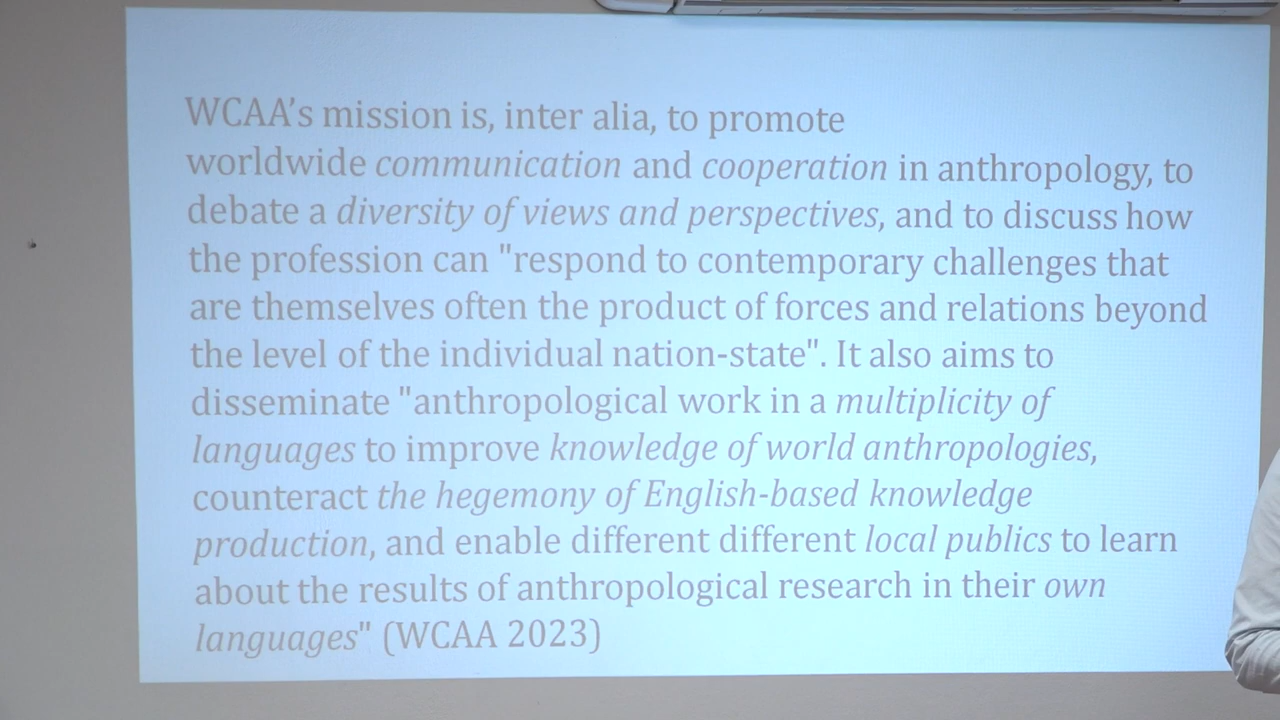 WCAA's mission is, inter alia, to promote
worldwide communication and cooperation in anthropology, to
debate a diversity of views and perspectives, and to discuss how
the profession can "respond to contemporary challenges that
are themselves often the product of forces and relations beyond
the level of the individual nation-state". It also aims to
disseminate "anthropological work in a multiplicity of
languages to improve knowledge of world anthropologies,
counteract the hegemony of English-based knowledge
production, and enable different different local publics to learn
about the results of anthropological research in their own
languages" (WCAA 2023)